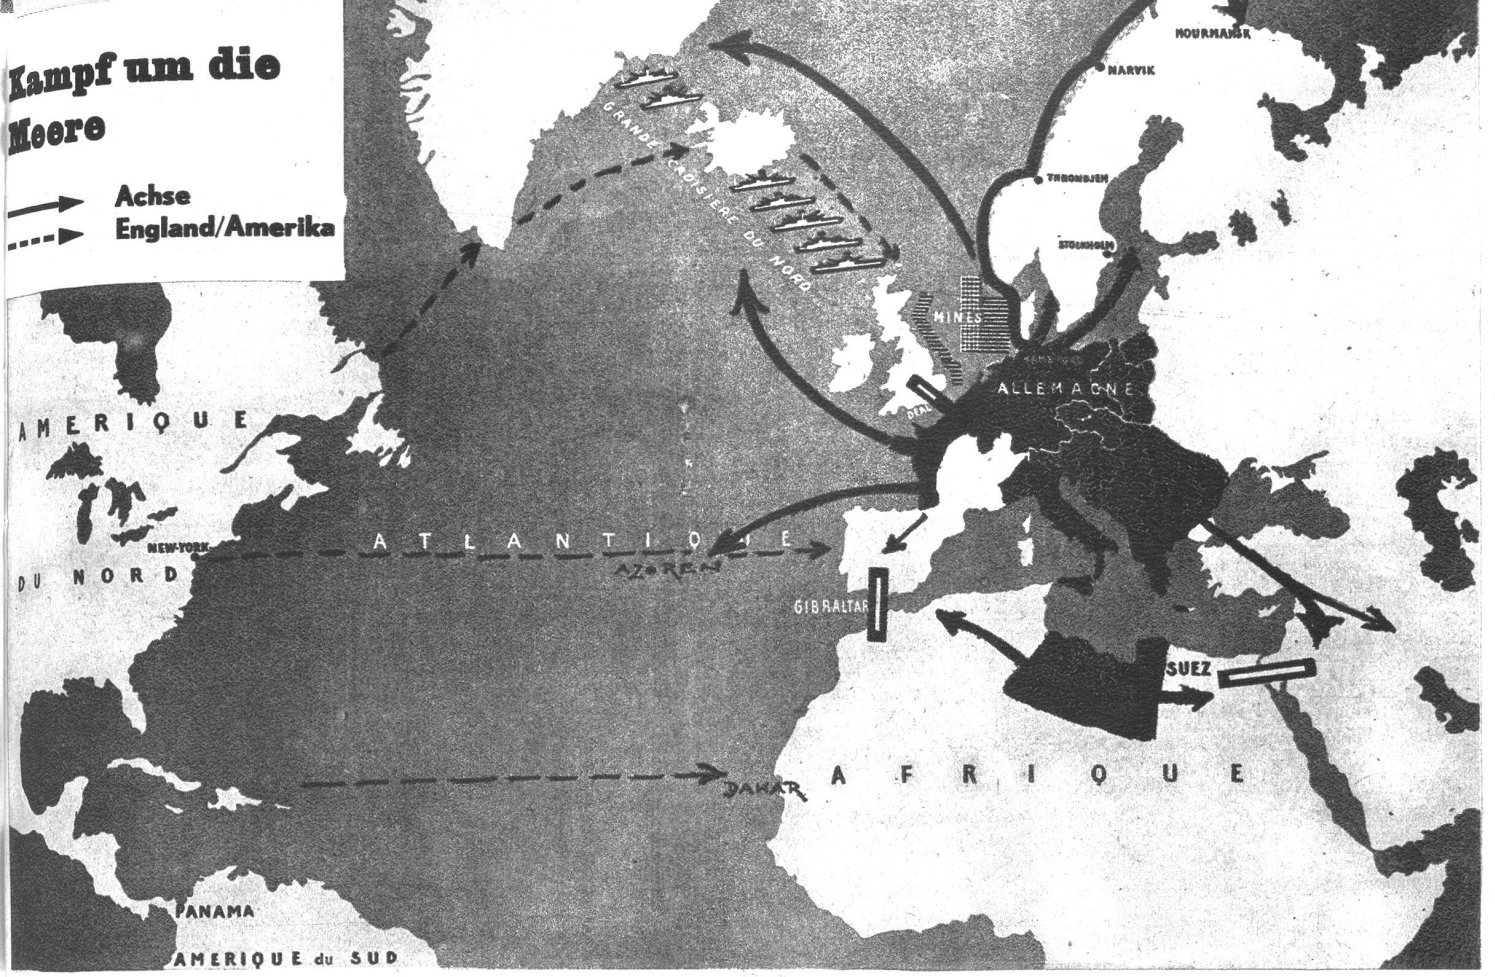 Kampf um die
Meere
Achse
England/Amerika
MOURMANSK
NARVIK
TRRONDJEM
STOCKHOLM
GRANDE CROISIERE DU NORD
MINES
ALLEMAGNE
DEAL
AMERIQUE
DU NORD
NEW-YORK
ATLANTIQUE
AZOREN
GIBRALTAR
SUEZ
DAKAR
AFRIQUE
PANAMA
AMERIQUE du SUD